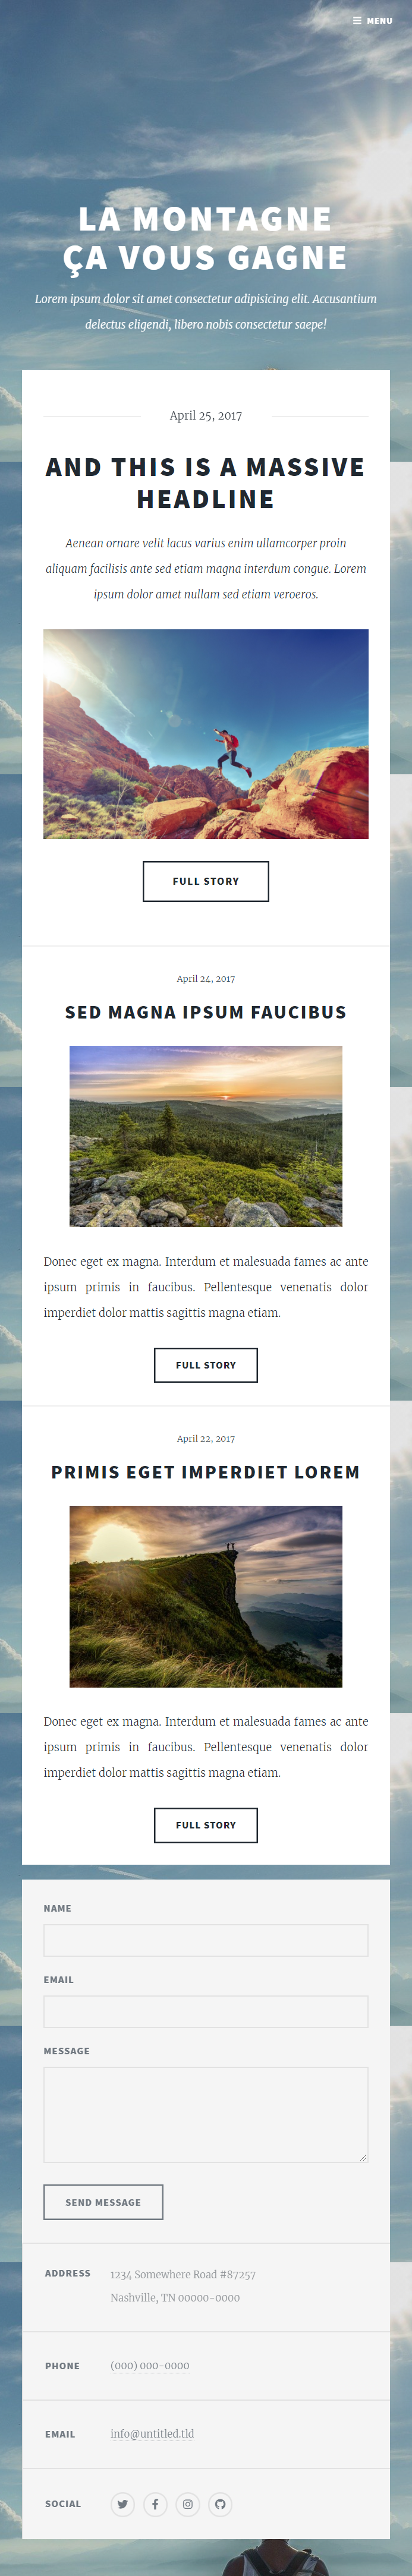 MENU
LA MONTAGNE
ÇA VOUS GAGNE
Lorem ipsum dolor sit amet consectetur adipisicing elit. Accusantium
delectus eligendi, libero nobis consectetur saepe!
April 25, 2017
AND THIS IS A MASSIVE
HEADLINE
Aenean ornare velit lacus varius enim ullamcorper proin
aliquam facilisis ante sed etiam magna interdum congue. Lorem
ipsum dolor amet nullam sed etiam veroeros.
FULL STORY
April 24, 2017
SED MAGNA IPSUM FAUCIBUS
Donec eget ex magna. Interdum et malesuada fames ac ante
ipsum primis in faucibus. Pellentesque venenatis dolor
imperdiet dolor mattis sagittis magna etiam.
FULL STORY
April 22, 2017
PRIMIS EGET IMPERDIET LOREM
Donec eget ex magna. Interdum et malesuada fames ac ante
ipsum primis in faucibus. Pellentesque venenatis dolor
imperdiet dolor mattis sagittis magna etiam.
FULL STORY
NAME
EMAIL
MESSAGE
SEND MESSAGE
ADDRESS 1234 Somewhere Road #87257
Nashville, TN 00000-0000
PHONE (000) 000-0000
EMAIL info@untitled.tld
SOCIAL